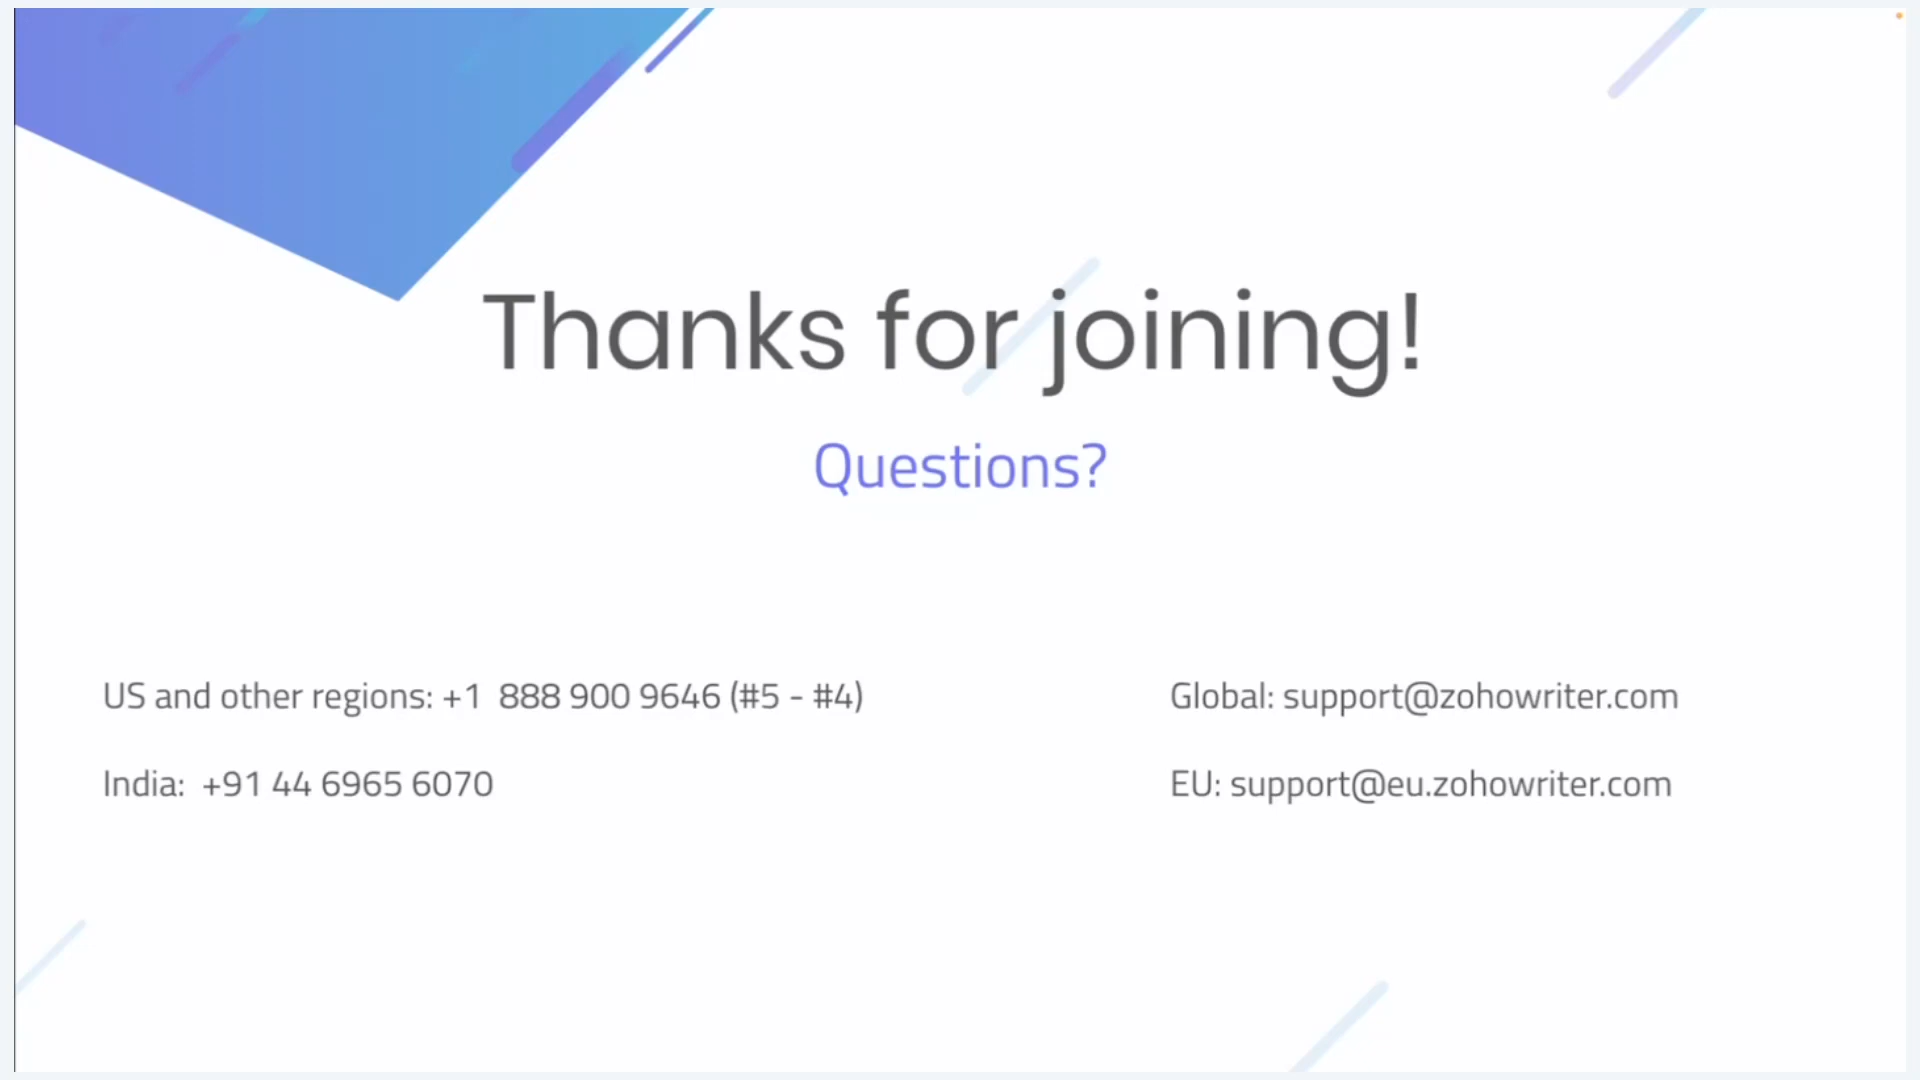 Thanks for joining!
Questions?
US and other regions: +1  888 900 9646 (#5 - #4)
India:  +91 44 6965 6070
Global: support@zohowriter.com
EU: support@eu.zohowriter.com